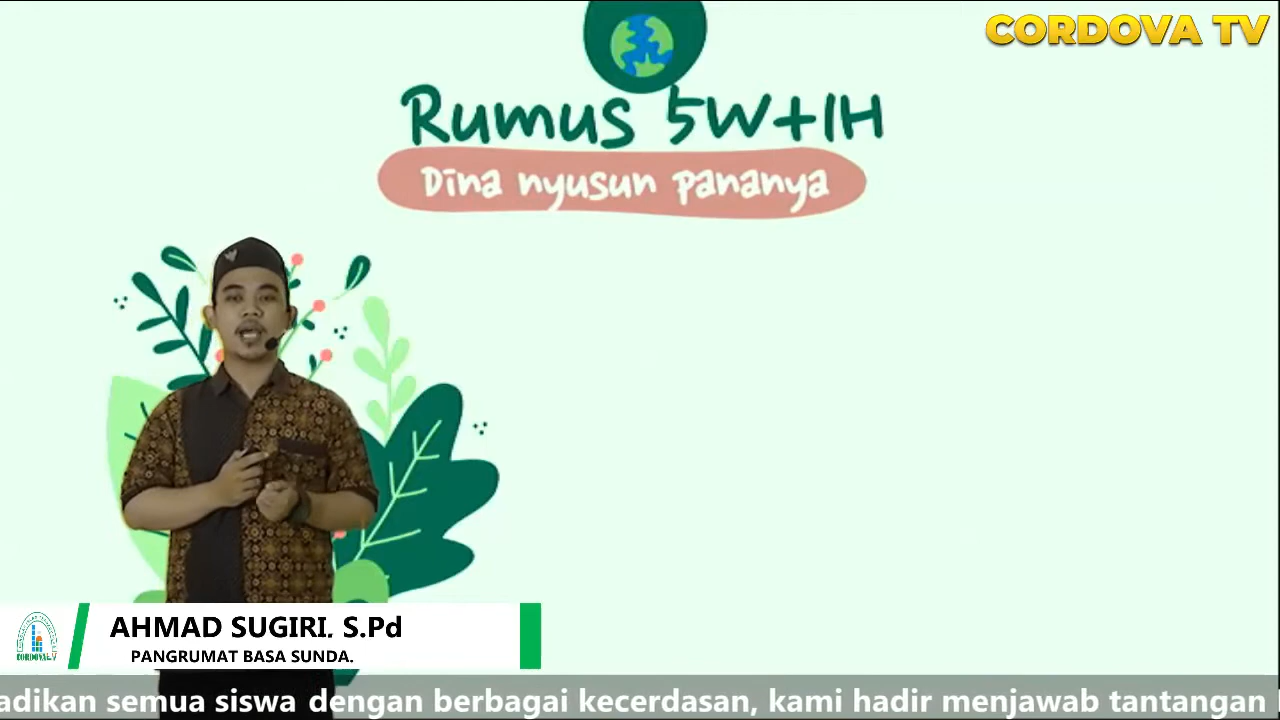 CORDOVA TV
Rumus 5W+1H
Dina nyusun pananya
AHMAD SUGIRI, S.Pd
PANGRUMAT BASA SUNDA.
adikan semua siswa dengan berbagai kecerdasan, kami hadir menjawab tantangan